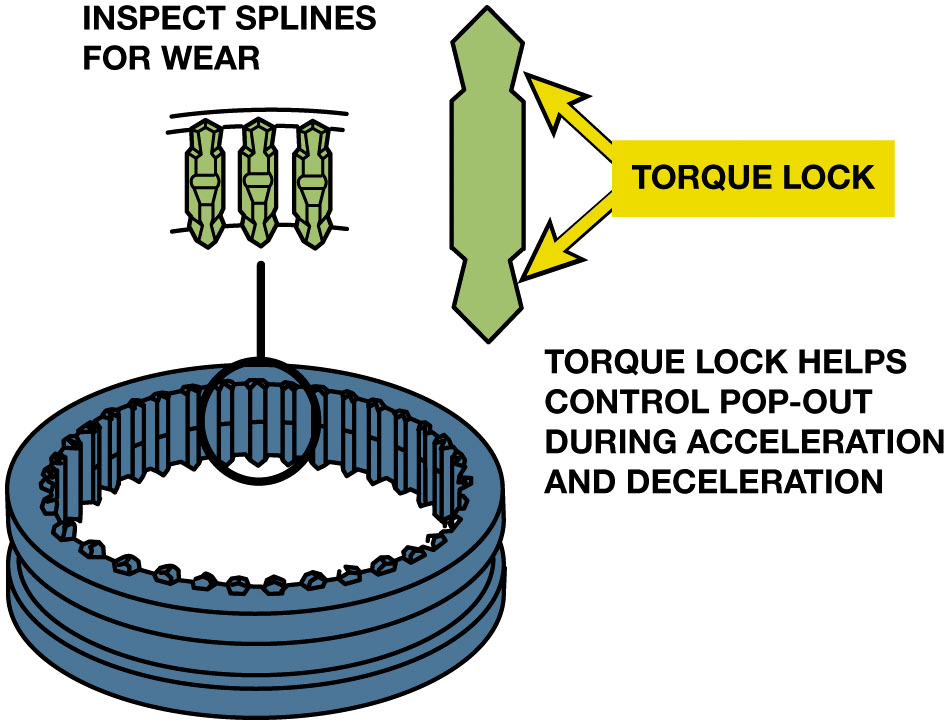 INSPECT SPLINES
FOR WEAR
TORQUE LOCK
TORQUE LOCK HELPS
CONTROL POP-OUT
DURING ACCELERATION
AND DECELERATION